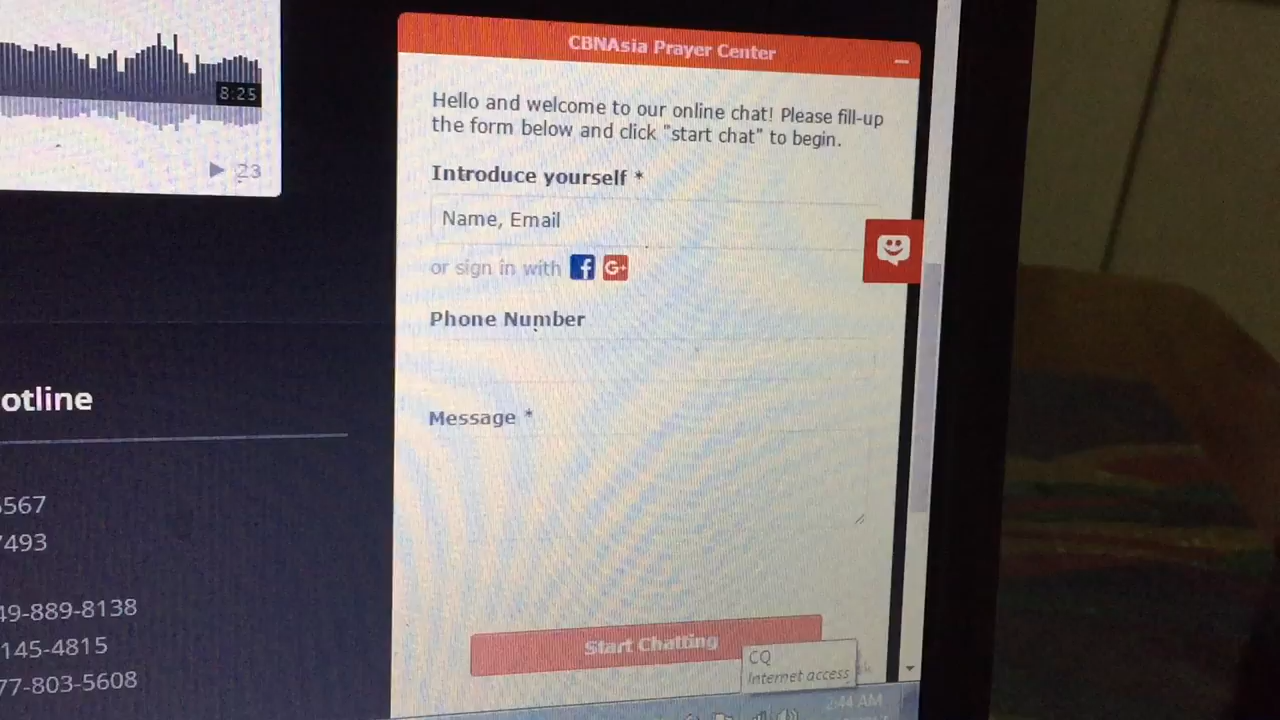 8:25
23
CBNAsia Prayer Center
Hello and welcome to our online chat! Please fill-up
the form below and click "start chat" to begin.
Introduce yourself *
Name, Email
or sign in with f G+
Phone Number
Message *
Start Chatting
CQ
Internet access
:44 AM
otline
567
7493
49-889-8138
145-4815
77-803-5608